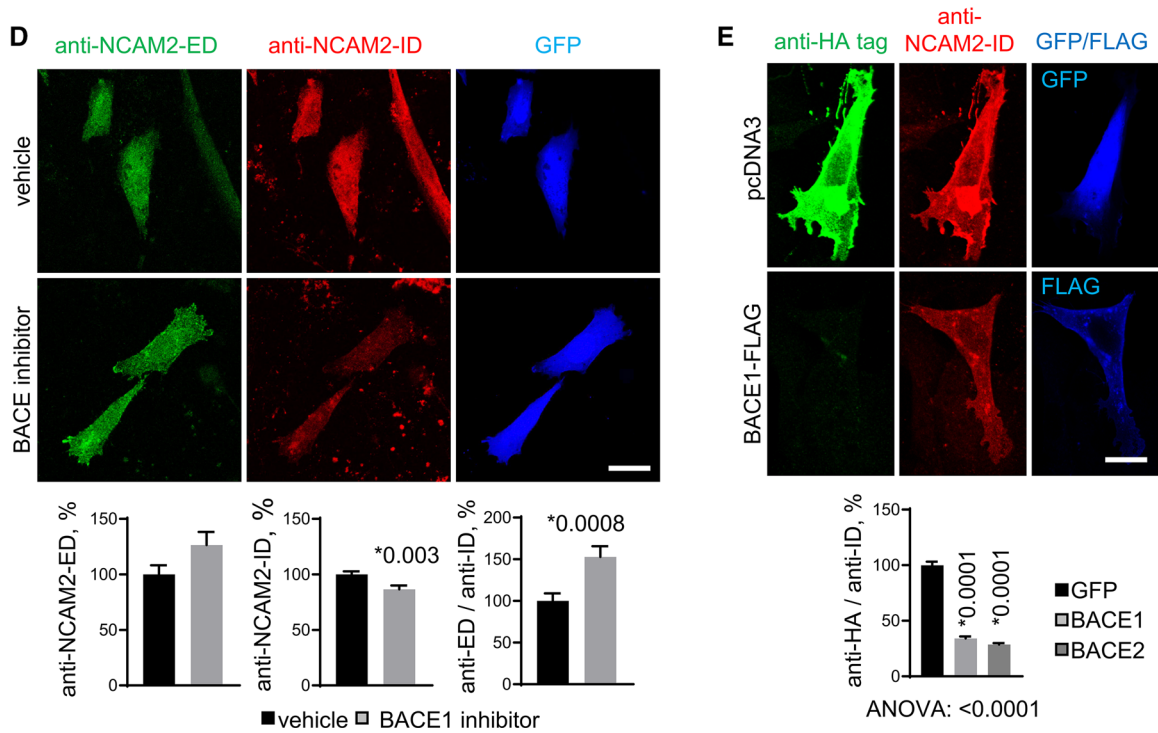 D
anti-NCAM2-ED
anti-NCAM2-ID
GFP
vehicle
BACE inhibitor
anti-NCAM2-ED, %
150
100
50
0
anti-NCAM2-ID, %
150
100
50
0
*0.003
anti-ED / anti-ID, %
200
150
100
50
0
*0.0008
vehicle
BACE1 inhibitor
E
anti-HA tag
anti-
NCAM2-ID
GFP/FLAG
pcDNA3
GFP
BACE1-FLAG
FLAG
anti-HA / anti-ID, %
150
100
50
0
*0.0001
*0.0001
GFP
BACE1
BACE2
ANOVA: <0.0001